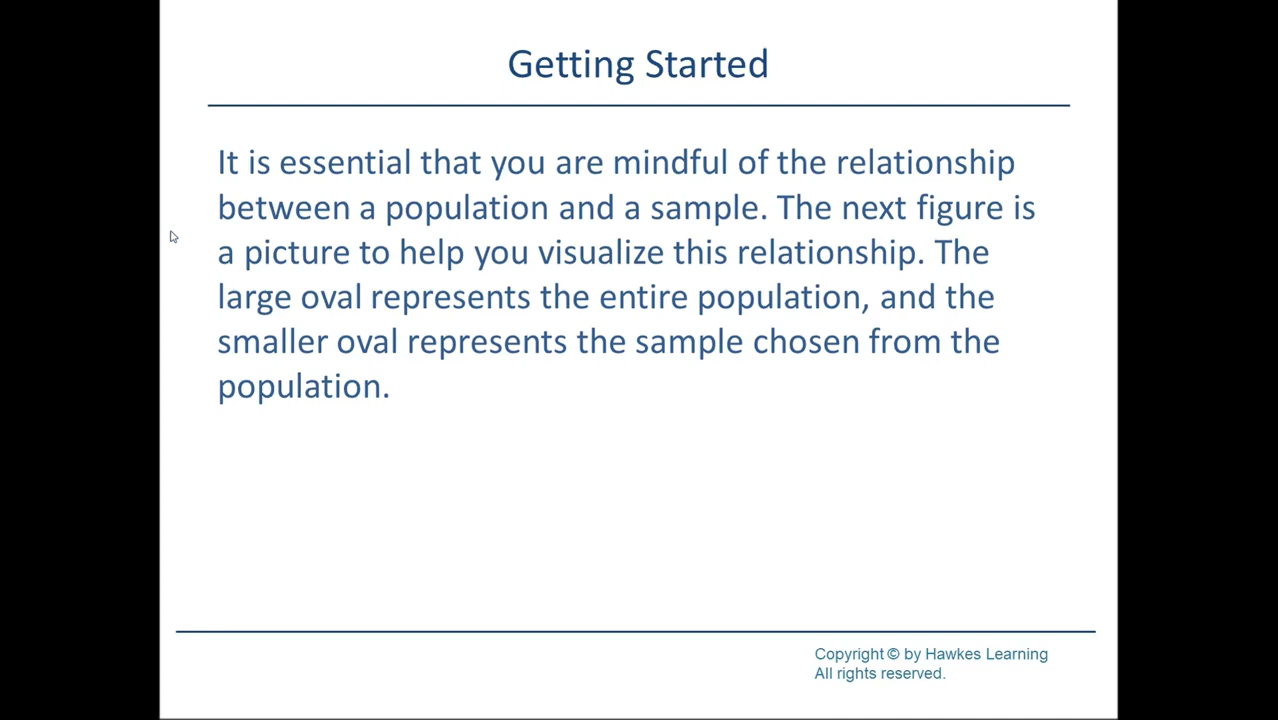 Getting Started
It is essential that you are mindful of the relationship
between a population and a sample. The next figure is
a picture to help you visualize this relationship. The
large oval represents the entire population, and the
smaller oval represents the sample chosen from the
population.
Copyright © by Hawkes Learning
All rights reserved.